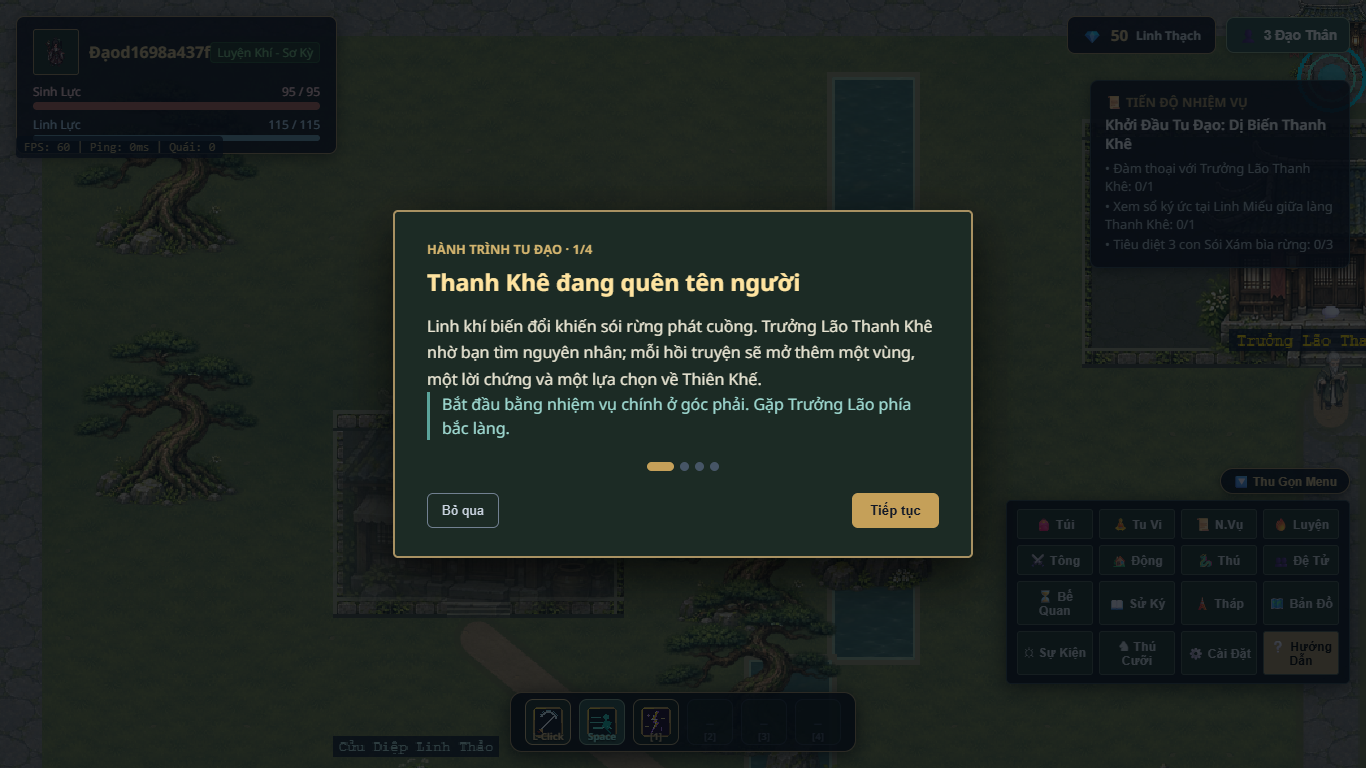 Đạod1698a437f
Luyện Khí - Sơ Kỳ
Sinh Lực
95 / 95
Linh Lực
115 / 115
FPS: 60 | Ping: 0ms | Quái: 0
50 Linh Thạch
3 Đạo Thân
TIẾN ĐỘ NHIỆM VỤ
Khởi Đầu Tu Đạo: Dị Biến Thanh
Khê
• Đàm thoại với Trưởng Lão Thanh
Khê: 0/1
• Xem sổ ký ức tại Linh Miếu giữa làng
Thanh Khê: 0/1
• Tiêu diệt 3 con Sói Xám bìa rừng: 0/3
Trưởng Lão Tha
HÀNH TRÌNH TU ĐẠO · 1/4
Thanh Khê đang quên tên người
Linh khí biến đổi khiến sói rừng phát cuồng. Trưởng Lão Thanh Khê
nhờ bạn tìm nguyên nhân; mỗi hồi truyện sẽ mở thêm một vùng,
một lời chứng và một lựa chọn về Thiên Khế.
Bắt đầu bằng nhiệm vụ chính ở góc phải. Gặp Trưởng Lão phía
bắc làng.
Bỏ qua
Tiếp tục
Thu Gọn Menu
Túi
Tu Vi
N.Vụ
Luyện
Tông
Động
Thú
Đệ Tử
Bế
Quan
Sử Ký
Tháp
Bản Đồ
Sự Kiện
Thú
Cưỡi
Cài Đặt
Hướng
Dẫn
L-Click
Space
[1]
[2]
[3]
[4]
Cửu Diệp Linh Thảo